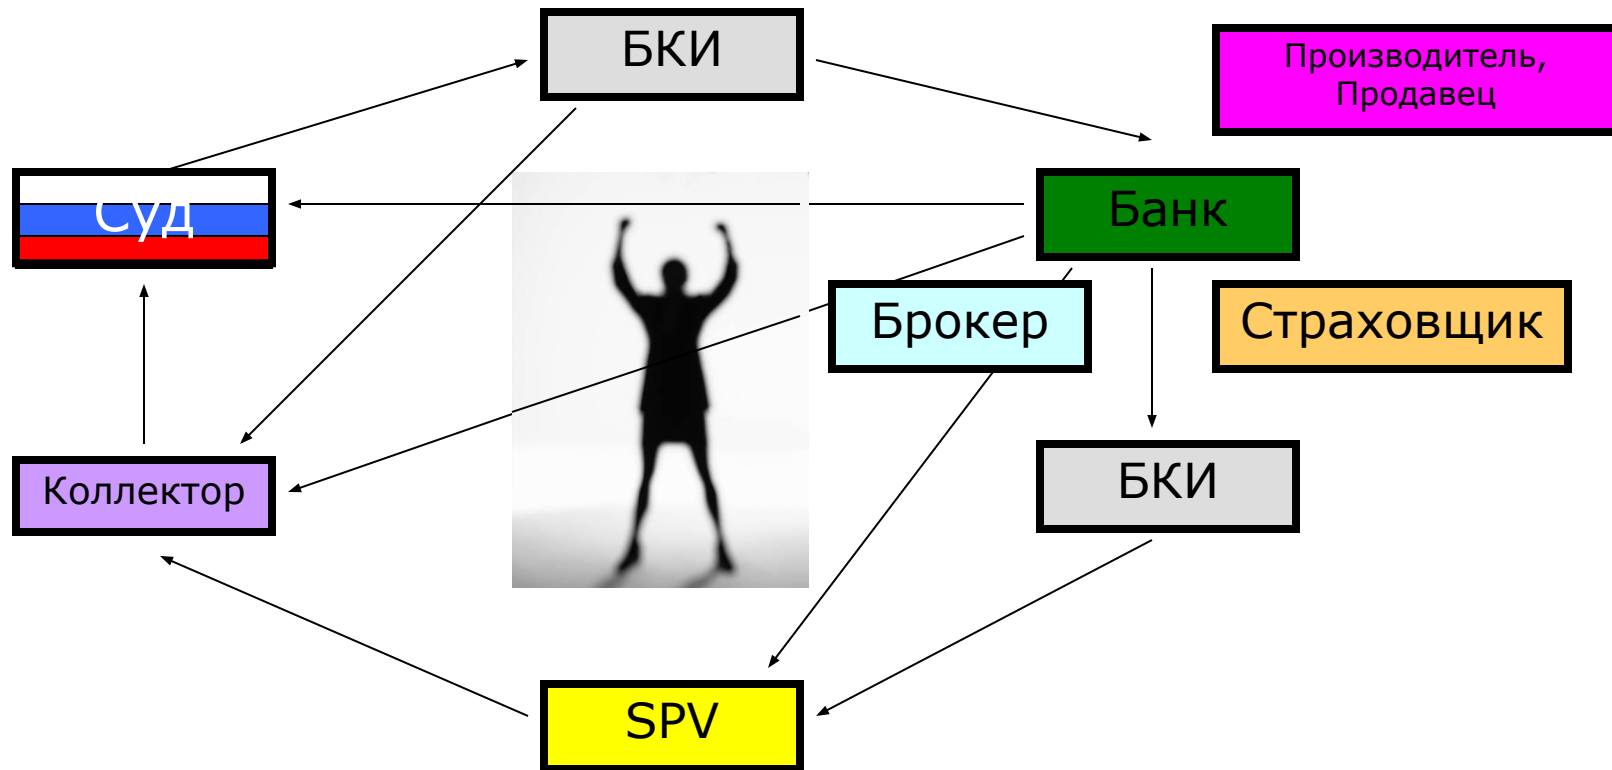 БКИ
Производитель,
Продавец
Суд
Банк
Брокер
Страховщик
Коллектор
БКИ
SPV